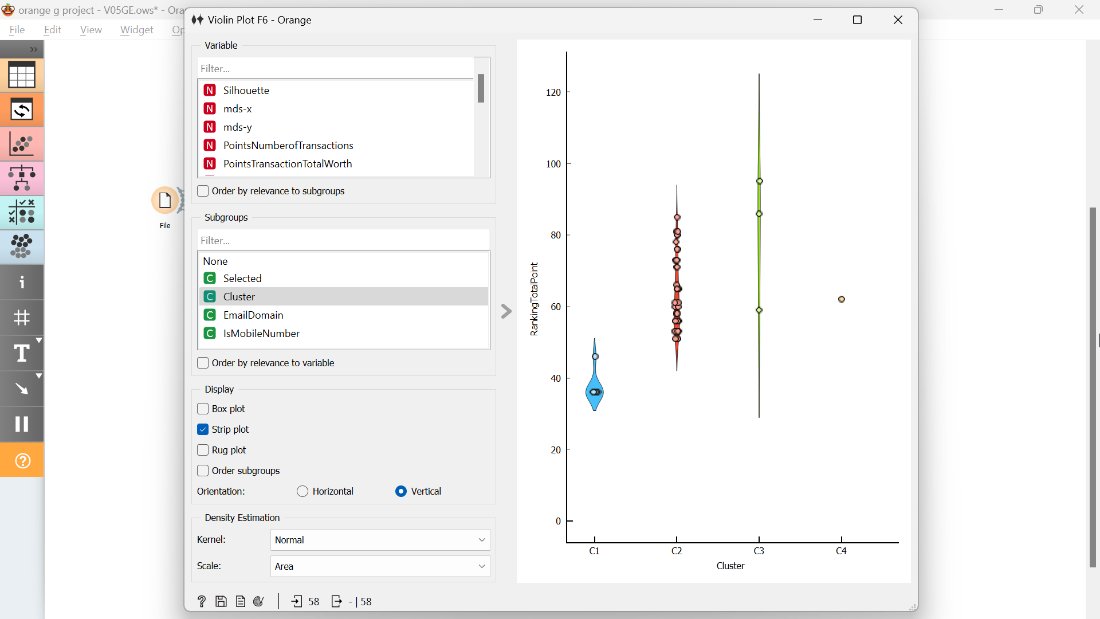 orange g project - V05GE.ows* - Ora
File Edit View Widget Op
File
Violin Plot F6 - Orange
Variable
Filter...
N Silhouette
N mds-x
N mds-y
N PointsNumberofTransactions
N PointsTransactionTotalWorth
Order by relevance to subgroups
Subgroups
Filter...
None
C Selected
C Cluster
C EmailDomain
C IsMobileNumber
Order by relevance to variable
Display
Box plot
Strip plot
Rug plot
Order subgroups
Orientation: Horizontal Vertical
Density Estimation
Kernel: Normal
Scale: Area
? 58 - | 58
RankingTotalPoint
120
100
80
60
40
20
0
C1 C2 C3 C4
Cluster